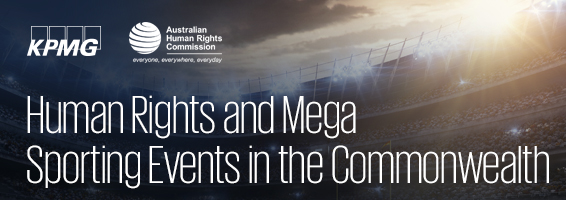 KPMG
Australian
Human Rights
Commission
everyone, everywhere, everyday
Human Rights and Mega
Sporting Events in the Commonwealth